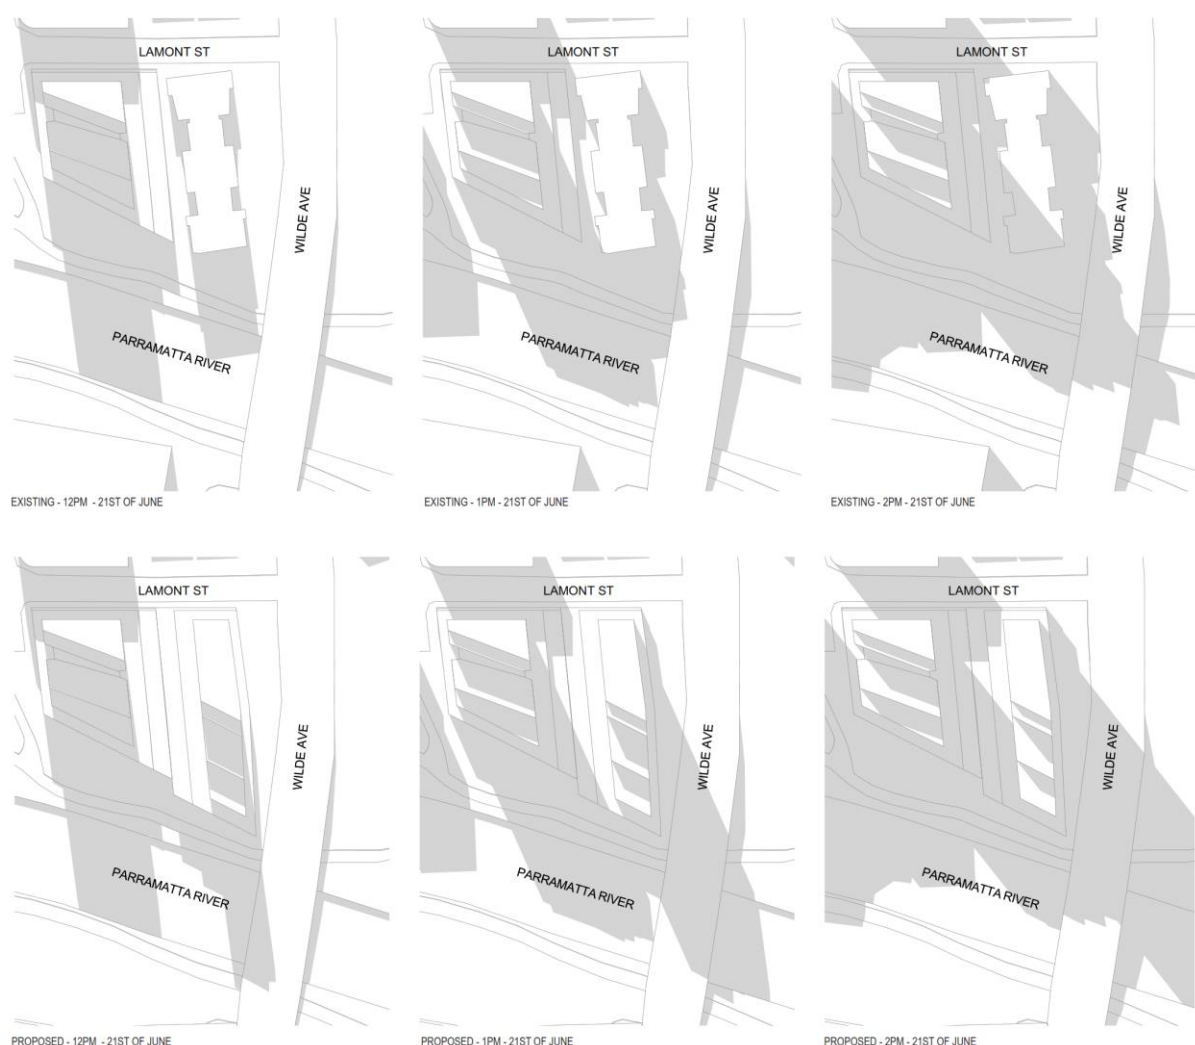 LAMONT ST
WILDE AVE
PARRAMATTA RIVER
EXISTING - 12PM - 21ST OF JUNE
LAMONT ST
WILDE AVE
PARRAMATTA RIVER
EXISTING - 1PM - 21ST OF JUNE
LAMONT ST
WILDE AVE
PARRAMATTA RIVER
EXISTING - 2PM - 21ST OF JUNE
LAMONT ST
WILDE AVE
PARRAMATTA RIVER
PROPOSED - 12PM - 21ST OF JUNE
LAMONT ST
WILDE AVE
PARRAMATTA RIVER
PROPOSED - 1PM - 21ST OF JUNE
LAMONT ST
WILDE AVE
PARRAMATTA RIVER
PROPOSED - 2PM - 21ST OF JUNE